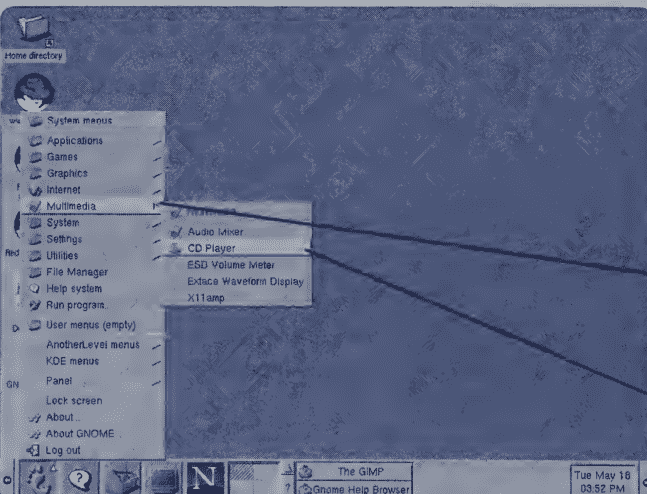 Home directory
System menus
Applications
Games
Graphics
Internet
Multimedia
System
Settings
Utilities
File Manager
Help system
Run program..
User menus (empty)
AnotherLevel menus
KDE menus
Panel
Lock screen
About..
About GNOME..
Log out
Audio Mixer
CD Player
ESD Volume Meter
Extace Waveform Display
X11amp
GN
N
The GIMP
Gnome Help Browser
Tue May 18
03:52 PM